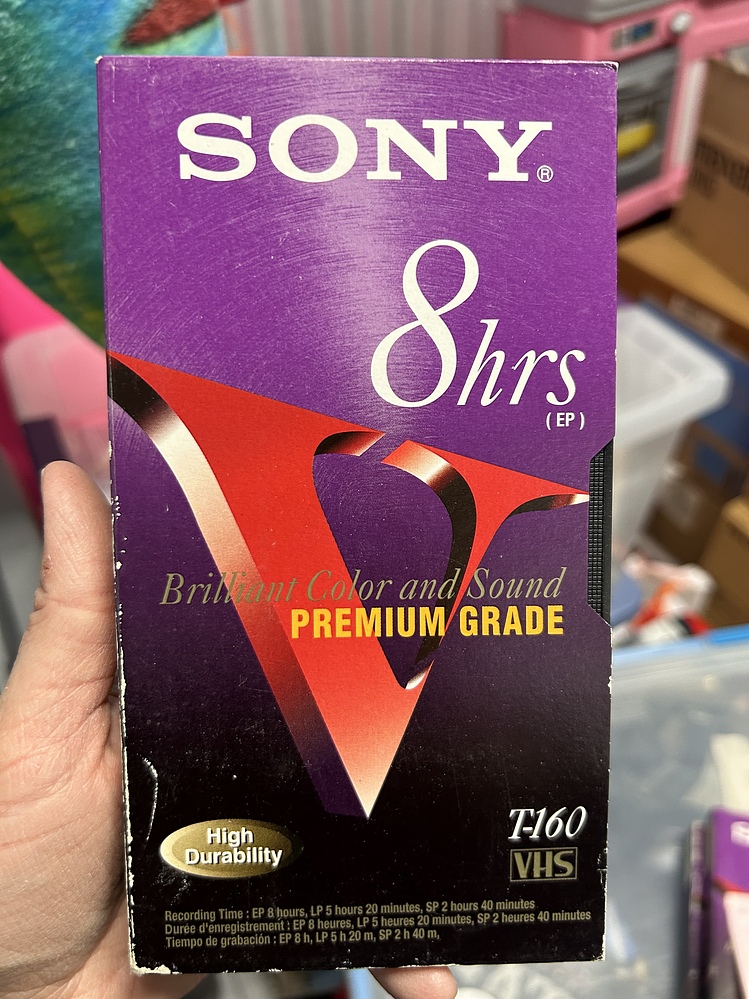 SONY®
8hrs
(EP)
Brilliant Color and Sound
PREMIUM GRADE
High
Durability
T-160
VHS
Recording Time : EP 8 hours, LP 5 hours 20 minutes, SP 2 hours 40 minutes
Durée d'enregistrement : EP 8 heures, LP 5 heures 20 minutes, SP 2 heures 40 minutes
Tiempo de grabación : EP 8 h, LP 5 h 20 m, SP 2 h 40 m,